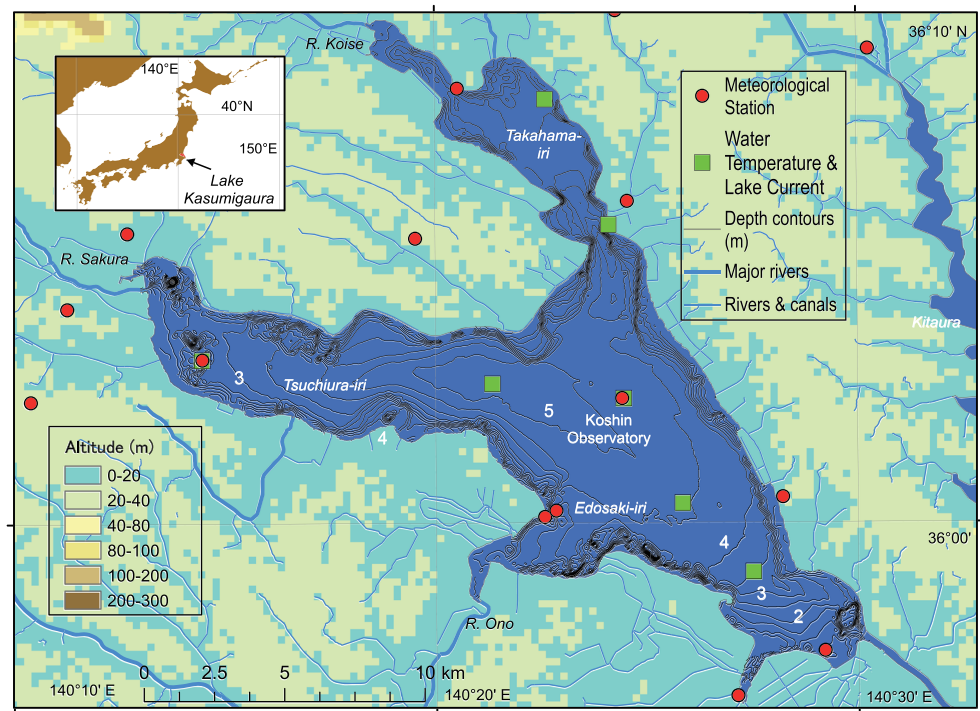 R. Koise
36°10' N
140°E
40°N
150°E
Lake
Kasumigaura
Takahama-
iri
Meteorological
Station
Water
Temperature &
Lake Current
Depth contours
(m)
Major rivers
Rivers & canals
R. Sakura
Kitaura
3
Tsuchiura-iri
5
Koshin
Observatory
4
Altitude (m)
0-20
20-40
40-80
80-100
100-200
200-300
Edosaki-iri
4
36°00'
3
2
R. Ono
0
2.5
5
10 km
140°10' E
140°20' E
140°30' E